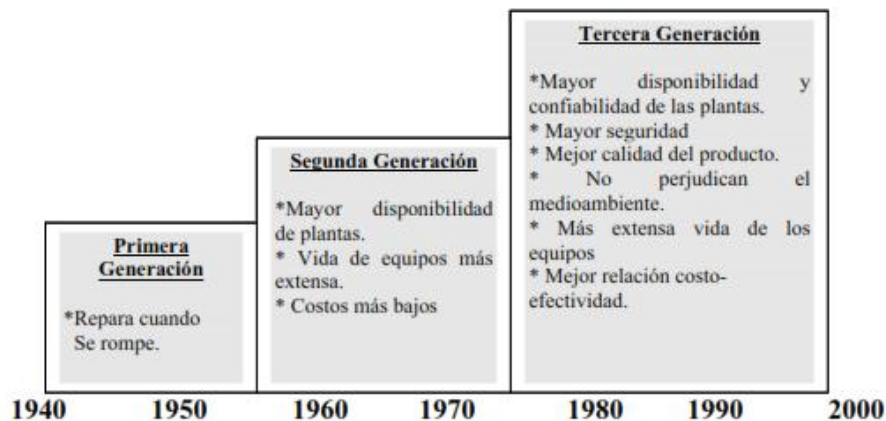 Primera
Generación
*Repara cuando
Se rompe.
Segunda Generación
*Mayor disponibilidad
de plantas.
* Vida de equipos más
extensa.
* Costos más bajos
Tercera Generación
*Mayor disponibilidad y
confiabilidad de las plantas.
* Mayor seguridad
* Mejor calidad del producto.
* No perjudican el
medioambiente.
* Más extensa vida de los
equipos
* Mejor relación costo-
efectividad.
1940 1950 1960 1970 1980 1990 2000